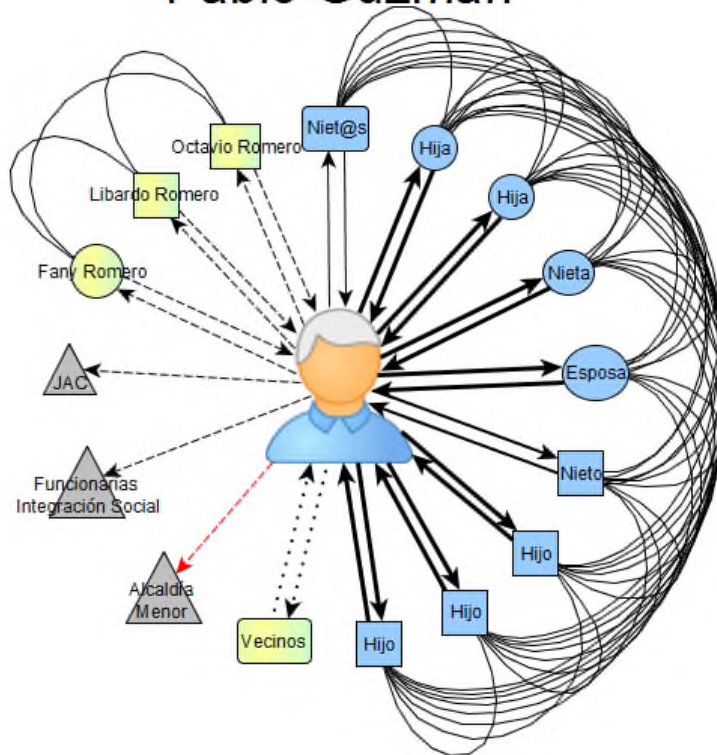 Niet@s
Octavio Romero
Hija
Libardo Romero
Hija
Fany Romero
Nieta
JAC
Esposa
Funcionarias
Integración Social
Nieto
Hijo
Alcaldía
Menor
Hijo
Vecinos
Hijo